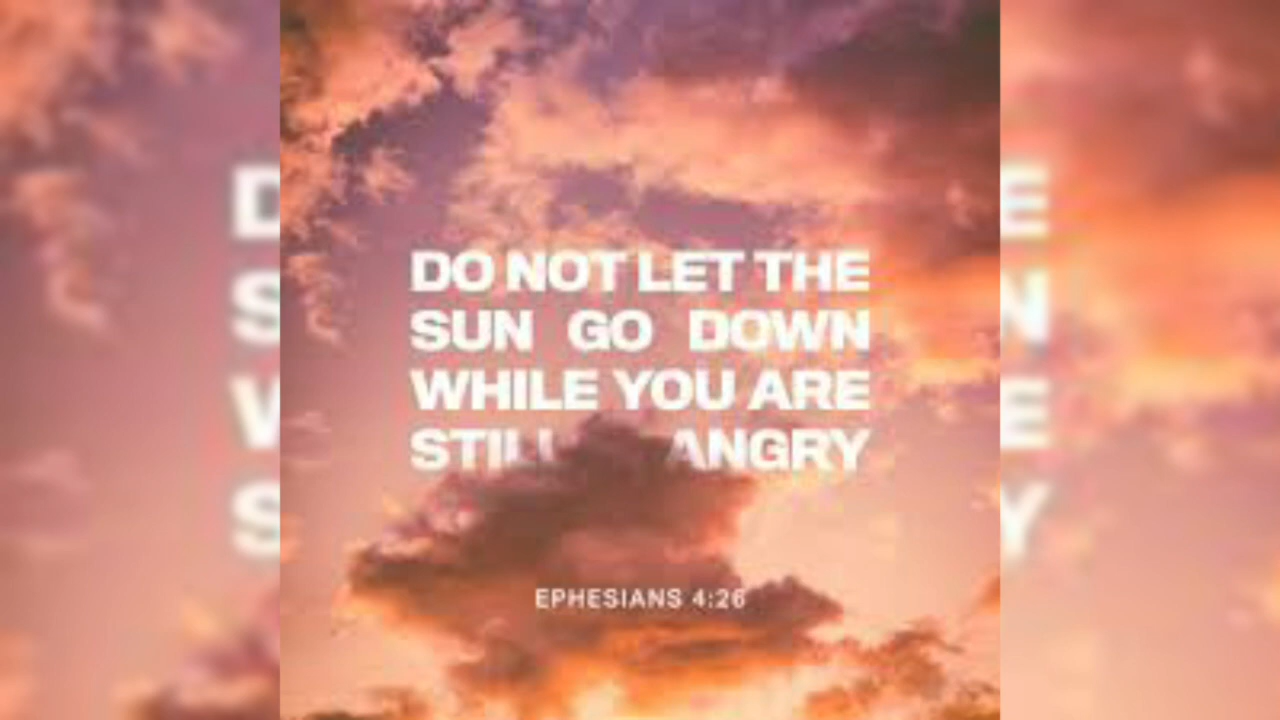 DO NOT LET THE
SUN GO DOWN
WHILE YOU ARE
STILL ANGRY
EPHESIANS 4:26